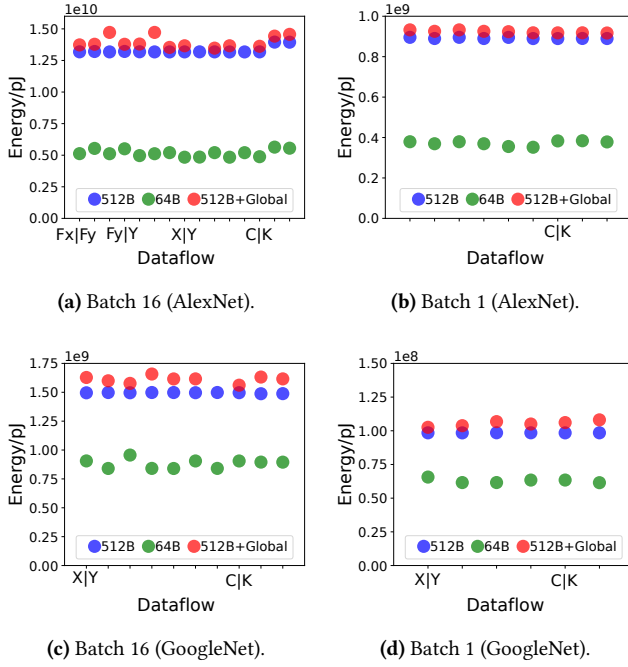 1e10
1.50
1.25
1.00
0.75
0.50
0.25
0.00
Energy/pJ
512B 64B 512B+Global
Fx|Fy Fy|Y X|Y C|K
Dataflow
(a) Batch 16 (AlexNet).
1e9
1.0
0.8
0.6
0.4
0.2
0.0
Energy/pJ
512B 64B 512B+Global
C|K
Dataflow
(b) Batch 1 (AlexNet).
1e9
1.75
1.50
1.25
1.00
0.75
0.50
0.25
0.00
Energy/pJ
512B 64B 512B+Global
X|Y C|K
Dataflow
(c) Batch 16 (GoogleNet).
1e8
1.50
1.25
1.00
0.75
0.50
0.25
0.00
Energy/pJ
512B 64B 512B+Global
X|Y C|K
Dataflow
(d) Batch 1 (GoogleNet).